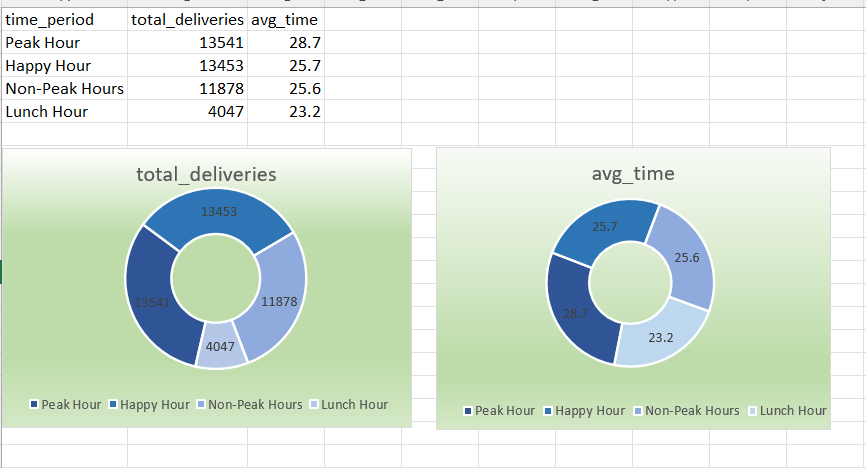 time_period total_deliveries avg_time
Peak Hour 13541 28.7
Happy Hour 13453 25.7
Non-Peak Hours 11878 25.6
Lunch Hour 4047 23.2
total_deliveries
13453
13541
11878
4047
Peak Hour Happy Hour Non-Peak Hours Lunch Hour
avg_time
25.7
25.6
28.7
23.2
Peak Hour Happy Hour Non-Peak Hours Lunch Hour